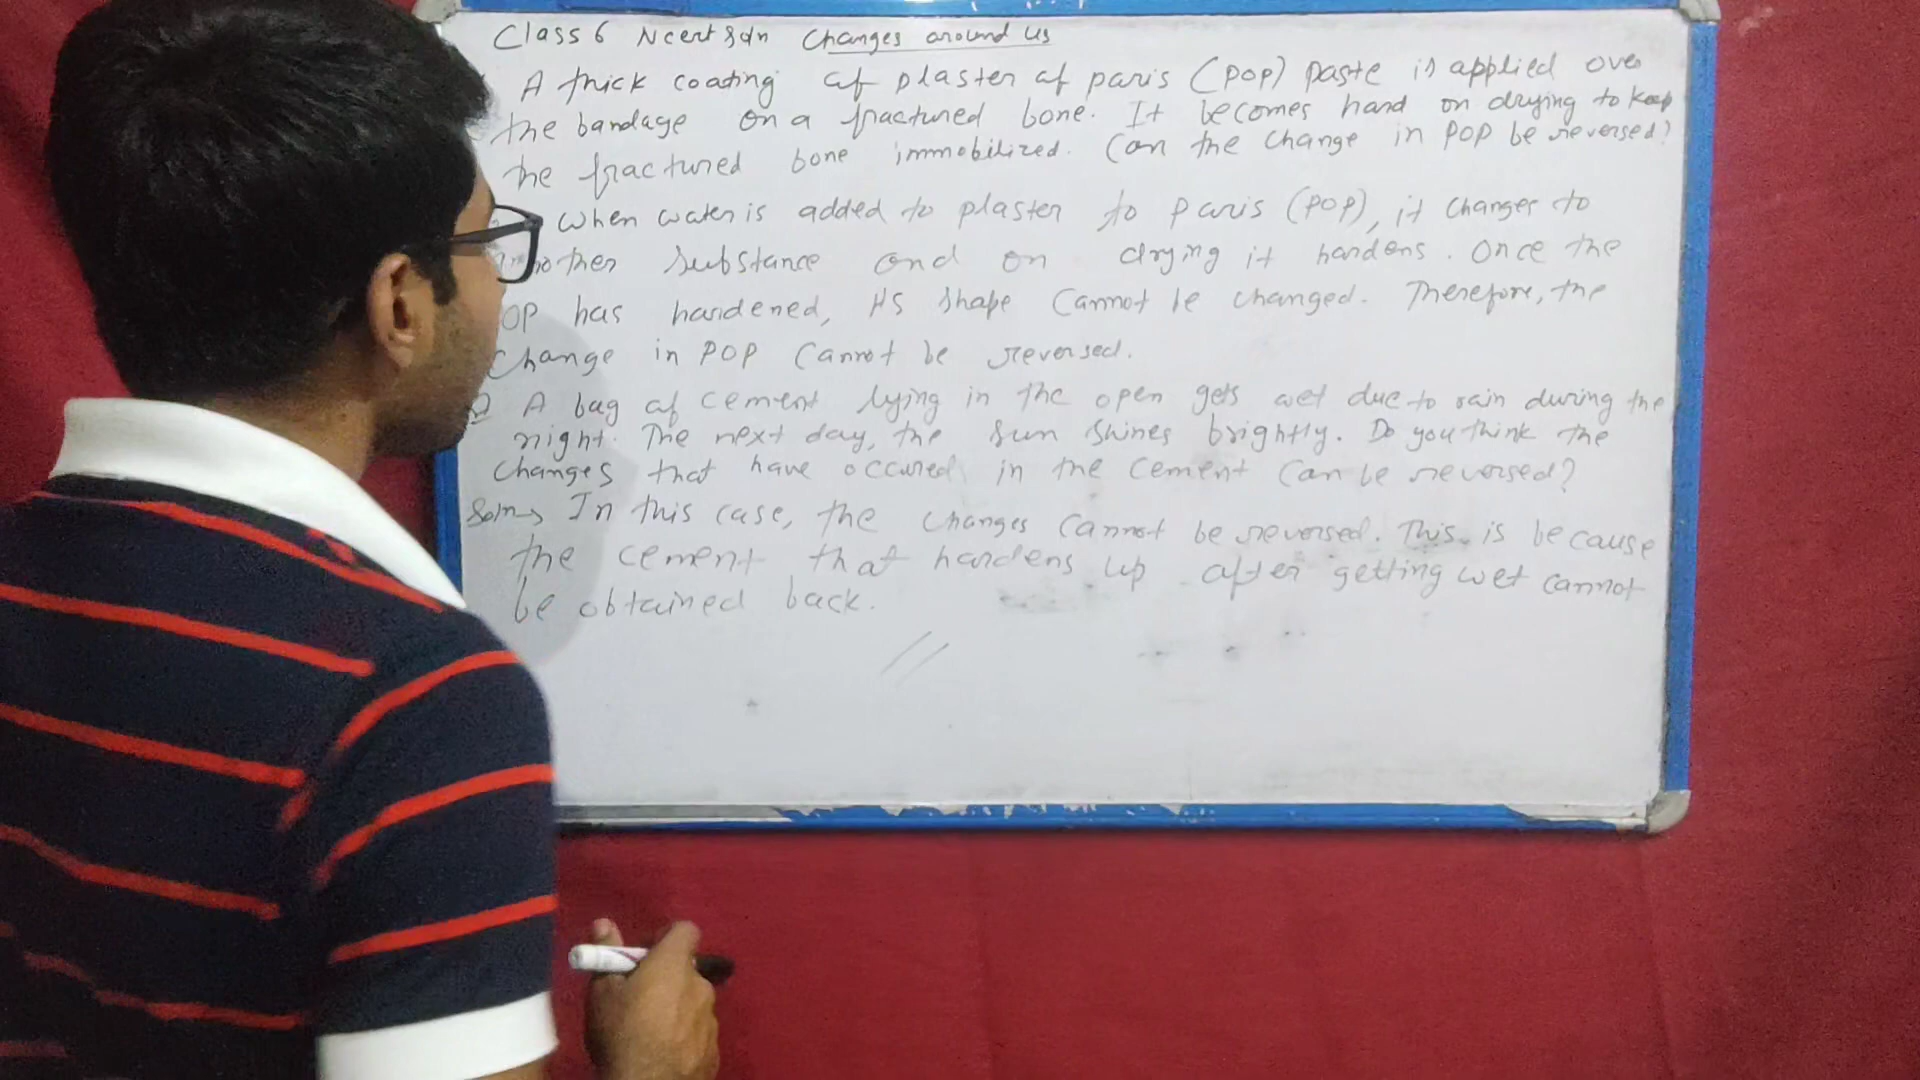 Class 6 Ncert soln Changes around us
A thick coating of plaster of paris (POP) paste is applied over
the bandage on a fractured bone. It becomes hard on drying to keep
the fractured bone immobilized. Can the change in POP be reversed?
When water is added to plaster to paris (POP), it changes to
another substance and on drying it hardens. Once the
POP has hardened, its shape cannot be changed. Therefore, the
change in POP cannot be reversed.
Q A bag of cement lying in the open gets wet due to rain during the
night. The next day, the sun shines brightly. Do you think the
changes that have occured in the cement can be reversed?
Soln In this case, the changes cannot be reversed. This is because
the cement that hardens up after getting wet cannot
be obtained back.